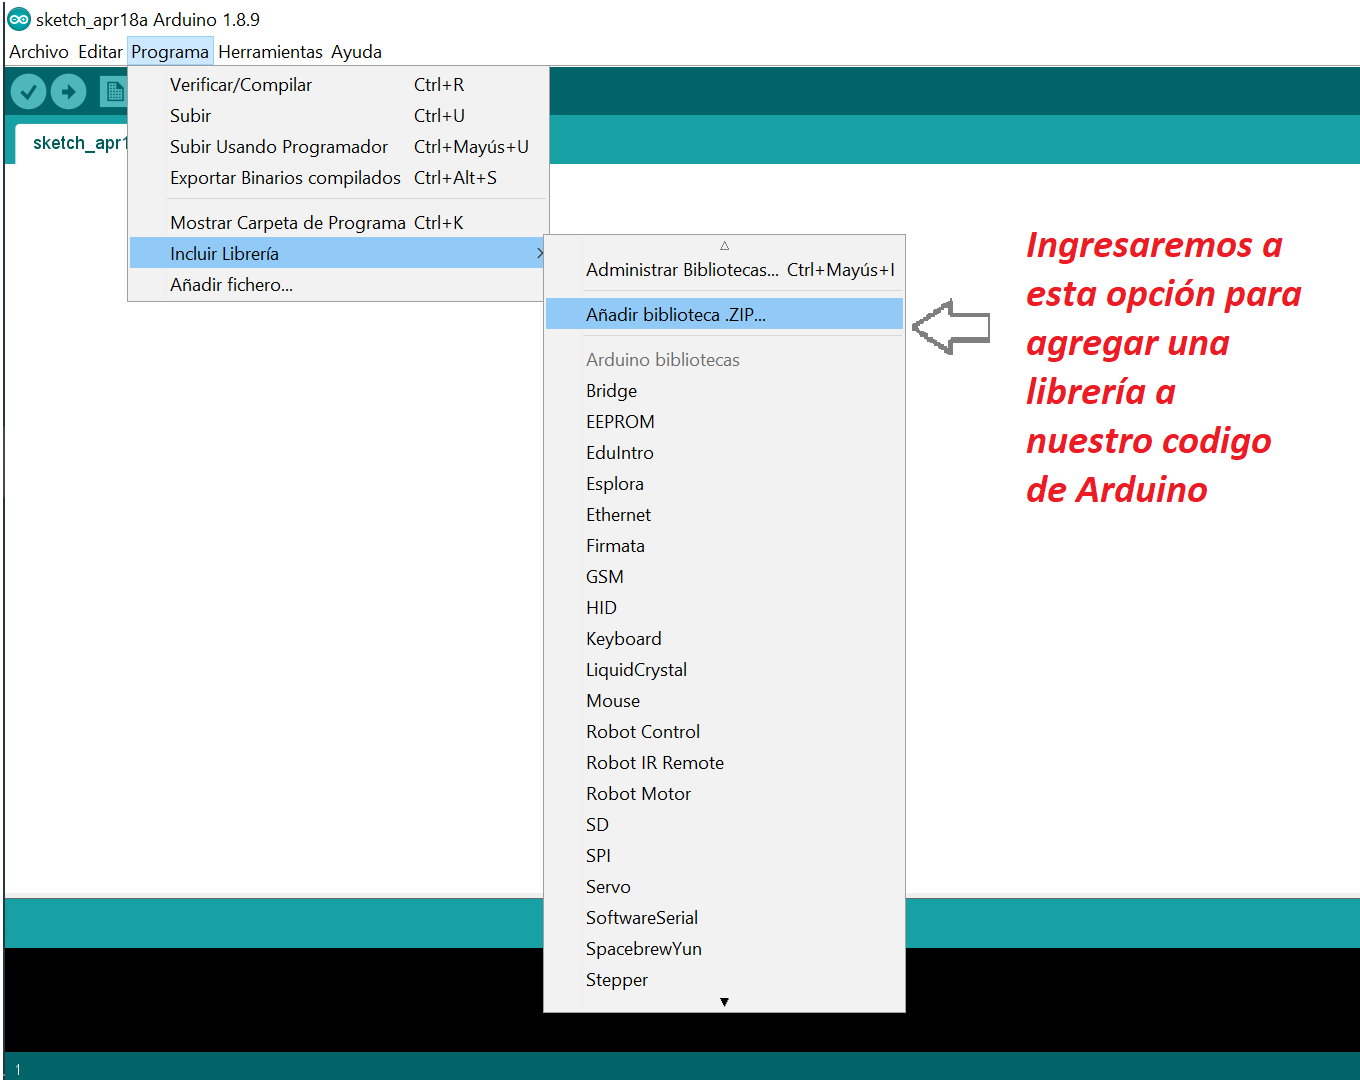 sketch_apr18a Arduino 1.8.9
Archivo Editar Programa Herramientas Ayuda
Verificar/Compilar Ctrl+R
Subir Ctrl+U
sketch_apr1
Subir Usando Programador Ctrl+Mayús+U
Exportar Binarios compilados Ctrl+Alt+S
Mostrar Carpeta de Programa Ctrl+K
Incluir Librería
Añadir fichero...
Administrar Bibliotecas... Ctrl+Mayús+I
Añadir biblioteca .ZIP...
Arduino bibliotecas
Bridge
EEPROM
EduIntro
Esplora
Ethernet
Firmata
GSM
HID
Keyboard
LiquidCrystal
Mouse
Robot Control
Robot IR Remote
Robot Motor
SD
SPI
Servo
SoftwareSerial
SpacebrewYun
Stepper
Ingresaremos a
esta opción para
agregar una
librería a
nuestro codigo
de Arduino
1